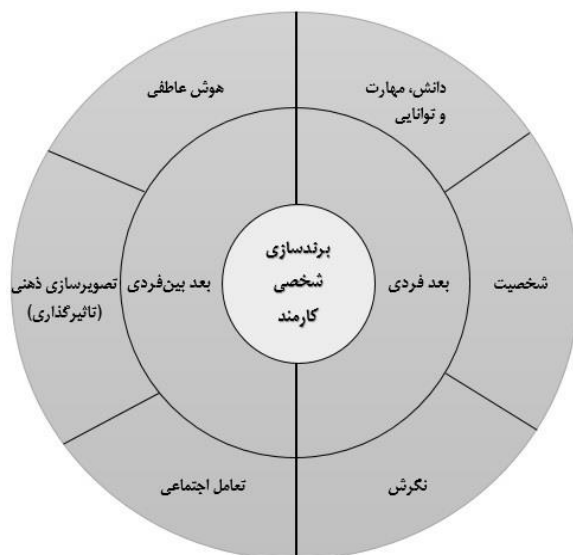 هوش عاطفی
دانش، مهارت
و توانایی
برندسازی
شخصی
کارمند
بعد فردی
بعد بین‌فردی
شخصیت
تصویرسازی ذهنی
(تاثیرگذاری)
نگرش
تعامل اجتماعی